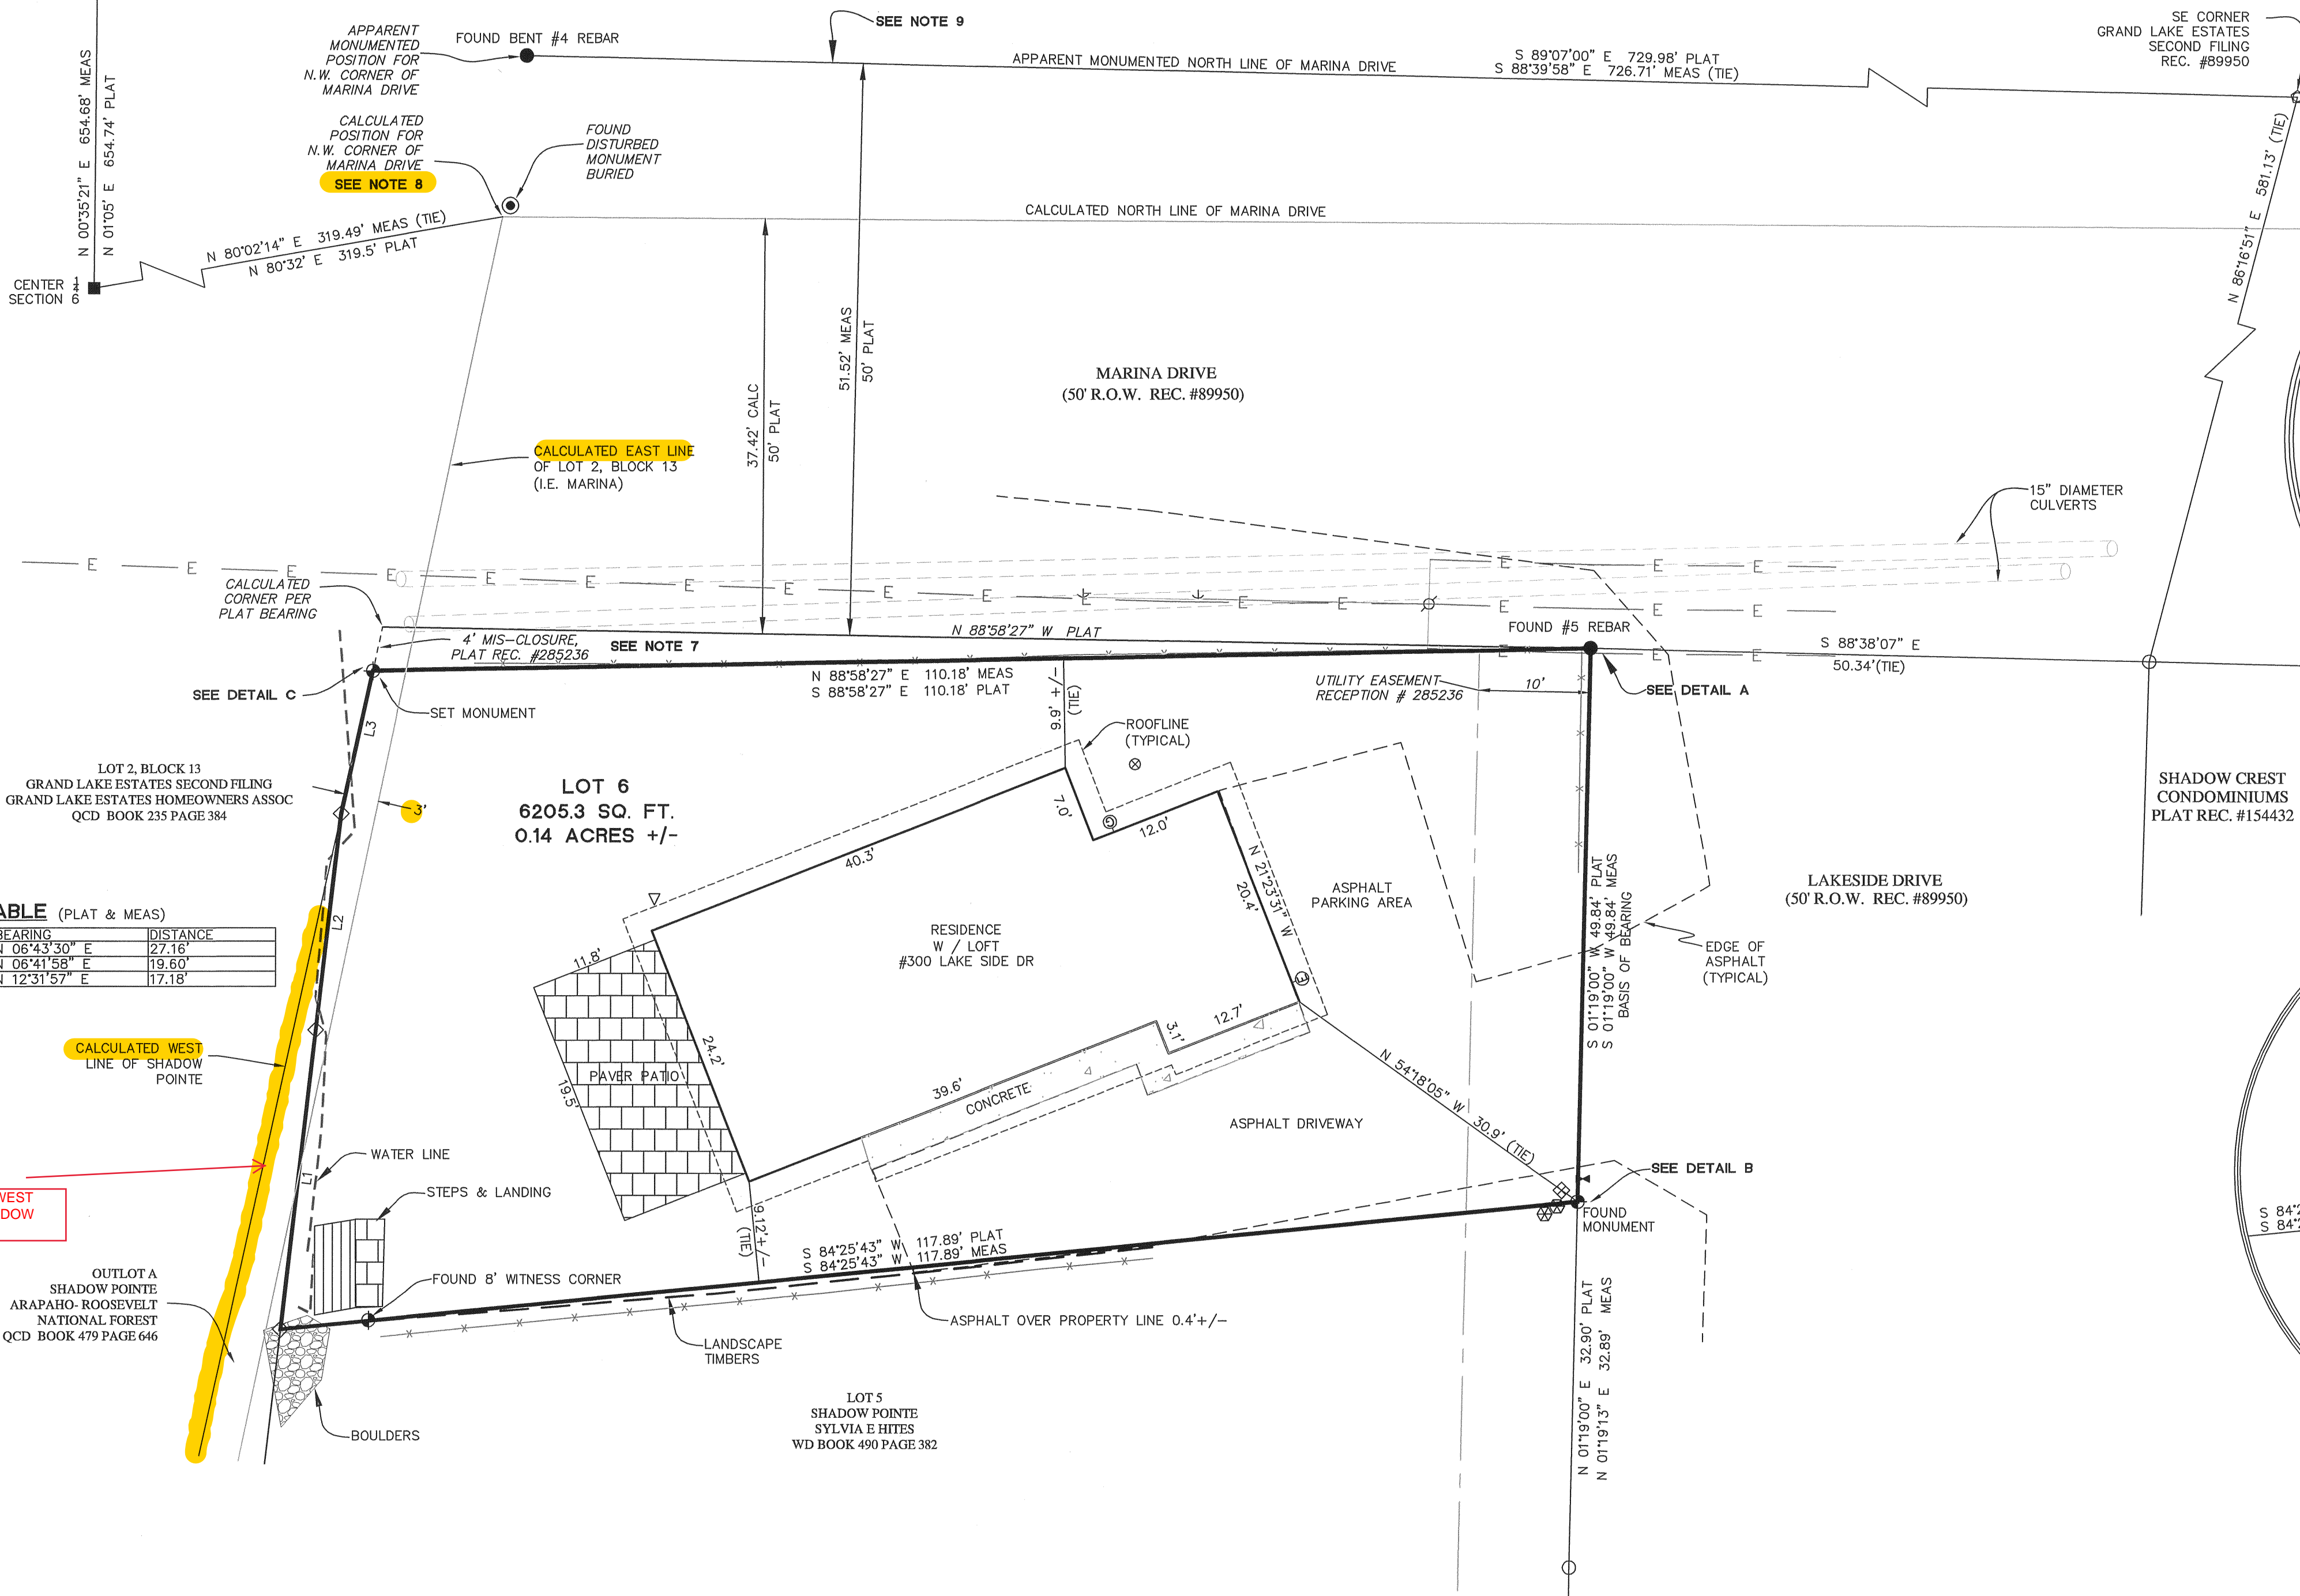 SEE NOTE 9
SE CORNER
GRAND LAKE ESTATES
SECOND FILING
REC. #89950
APPARENT
MONUMENTED
POSITION FOR
N.W. CORNER OF
MARINA DRIVE
FOUND BENT #4 REBAR
APPARENT MONUMENTED NORTH LINE OF MARINA DRIVE
S 89°07'00" E 729.98' PLAT
S 88°39'58" E 726.71' MEAS (TIE)
N 00°35'21" E 654.68' MEAS
N 01°05' E 654.74' PLAT
CALCULATED
POSITION FOR
N.W. CORNER OF
MARINA DRIVE
SEE NOTE 8
FOUND
DISTURBED
MONUMENT
BURIED
N 86°16'51" E 581.13' (TIE)
CALCULATED NORTH LINE OF MARINA DRIVE
N 80°02'14" E 319.49' MEAS (TIE)
N 80°32' E 319.5' PLAT
CENTER 1/4
SECTION 6
37.42' CALC
50' PLAT
51.52' MEAS
50' PLAT
MARINA DRIVE
(50' R.O.W. REC. #89950)
CALCULATED EAST LINE
OF LOT 2, BLOCK 13
(I.E. MARINA)
15" DIAMETER
CULVERTS
E E E E E E E E E E E E E E E E E
E E E
E E E
CALCULATED
CORNER PER
PLAT BEARING
4' MIS-CLOSURE,
PLAT REC. #285236
SEE NOTE 7
N 88°58'27" W PLAT
FOUND #5 REBAR
S 88°38'07" E
50.34'(TIE)
SEE DETAIL C
SET MONUMENT
N 88°58'27" E 110.18' MEAS
S 88°58'27" E 110.18' PLAT
9.9' +/-
(TIE)
UTILITY EASEMENT
RECEPTION # 285236
10'
SEE DETAIL A
L3
ROOFLINE
(TYPICAL)
LOT 2, BLOCK 13
GRAND LAKE ESTATES SECOND FILING
GRAND LAKE ESTATES HOMEOWNERS ASSOC
QCD BOOK 235 PAGE 384
3'
LOT 6
6205.3 SQ. FT.
0.14 ACRES +/-
7.0'
G
12.0'
40.3'
N 21°23'31" W
20.4'
SHADOW CREST
CONDOMINIUMS
PLAT REC. #154432
ASPHALT
PARKING AREA
LAKESIDE DRIVE
(50' R.O.W. REC. #89950)
S 01°19'00" W 49.84' PLAT
S 01°19'00" W 49.84' MEAS
BASIS OF BEARING
ABLE (PLAT & MEAS)
BEARING DISTANCE
N 06°43'30" E 27.16'
N 06°41'58" E 19.60'
N 12°31'57" E 17.18'
L2
RESIDENCE
W / LOFT
#300 LAKE SIDE DR
11.8'
E
EDGE OF
ASPHALT
(TYPICAL)
CALCULATED WEST
LINE OF SHADOW
POINTE
24.2'
PAVER PATIO
19.5'
12.7'
3.1'
39.6'
CONCRETE
N 54°18'05" W 30.9' (TIE)
ASPHALT DRIVEWAY
WATER LINE
L1
SEE DETAIL B
STEPS & LANDING
WEST
DOW
9.12'+/-
(TIE)
FOUND
MONUMENT
S 84°2
S 84°2
S 84°25'43" W 117.89' PLAT
S 84°25'43" W 117.89' MEAS
OUTLOT A
SHADOW POINTE
ARAPAHO- ROOSEVELT
NATIONAL FOREST
QCD BOOK 479 PAGE 646
FOUND 8' WITNESS CORNER
ASPHALT OVER PROPERTY LINE 0.4'+/-
LANDSCAPE
TIMBERS
N 01°19'00" E 32.90' PLAT
N 01°19'13" E 32.89' MEAS
BOULDERS
LOT 5
SHADOW POINTE
SYLVIA E HITES
WD BOOK 490 PAGE 382